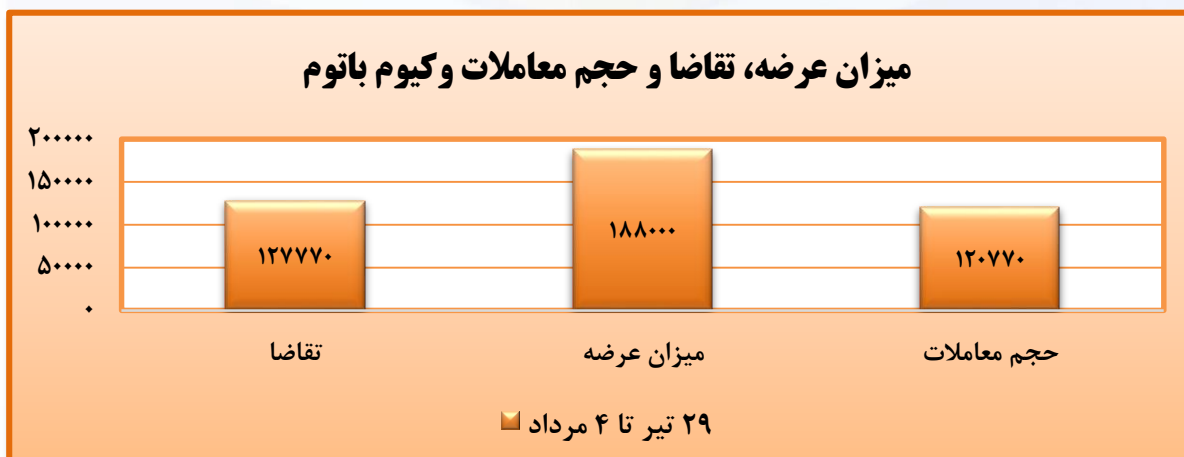 میزان عرضه، تقاضا و حجم معاملات وکیوم باتوم
۲۰۰۰۰۰
۱۵۰۰۰۰
۱۰۰۰۰۰
۵۰۰۰۰
۰
۱۲۷۷۷۰
۱۸۸۰۰۰
۱۲۰۷۷۰
تقاضا
میزان عرضه
حجم معاملات
۲۹ تیر تا ۴ مرداد